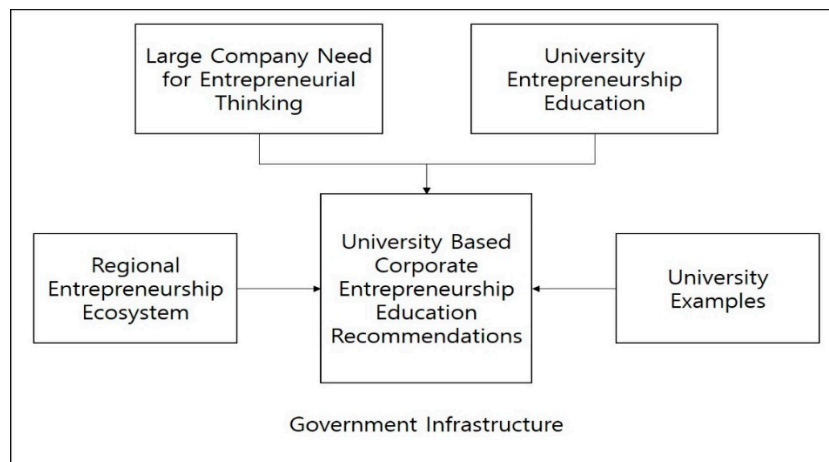 Large Company Need
for Entrepreneurial
Thinking
University
Entrepreneurship
Education
Regional
Entrepreneurship
Ecosystem
University Based
Corporate
Entrepreneurship
Education
Recommendations
University
Examples
Government Infrastructure